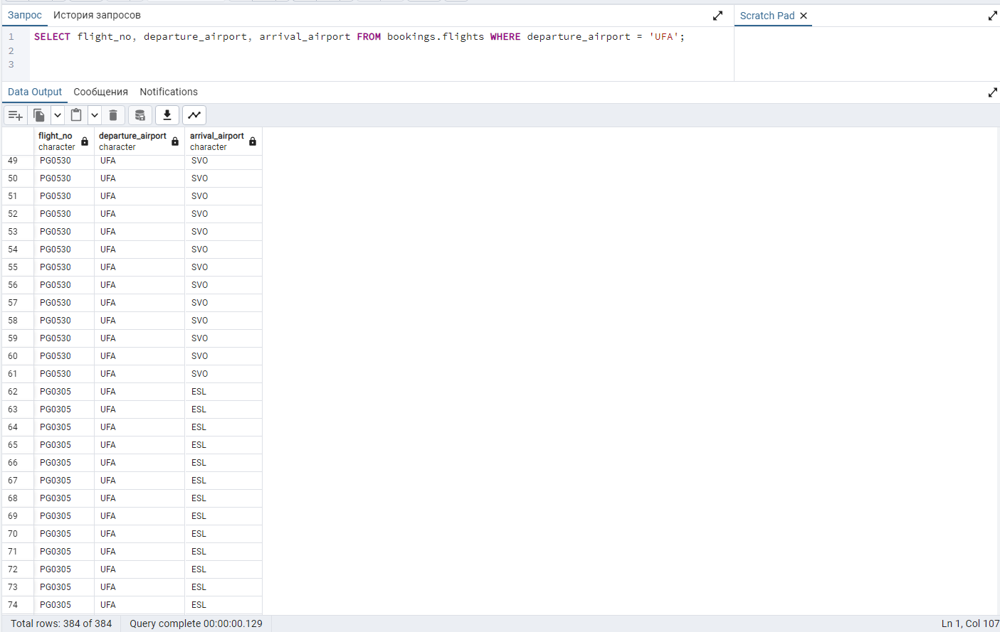 Запрос История запросов
Scratch Pad
1 SELECT flight_no, departure_airport, arrival_airport FROM bookings.flights WHERE departure_airport = 'UFA';
2
3
Data Output Сообщения Notifications
flight_no departure_airport arrival_airport
character character character
49 PG0530 UFA SVO
50 PG0530 UFA SVO
51 PG0530 UFA SVO
52 PG0530 UFA SVO
53 PG0530 UFA SVO
54 PG0530 UFA SVO
55 PG0530 UFA SVO
56 PG0530 UFA SVO
57 PG0530 UFA SVO
58 PG0530 UFA SVO
59 PG0530 UFA SVO
60 PG0530 UFA SVO
61 PG0530 UFA SVO
62 PG0305 UFA ESL
63 PG0305 UFA ESL
64 PG0305 UFA ESL
65 PG0305 UFA ESL
66 PG0305 UFA ESL
67 PG0305 UFA ESL
68 PG0305 UFA ESL
69 PG0305 UFA ESL
70 PG0305 UFA ESL
71 PG0305 UFA ESL
72 PG0305 UFA ESL
73 PG0305 UFA ESL
74 PG0305 UFA ESL
Total rows: 384 of 384 Query complete 00:00:00.129 Ln 1, Col 107